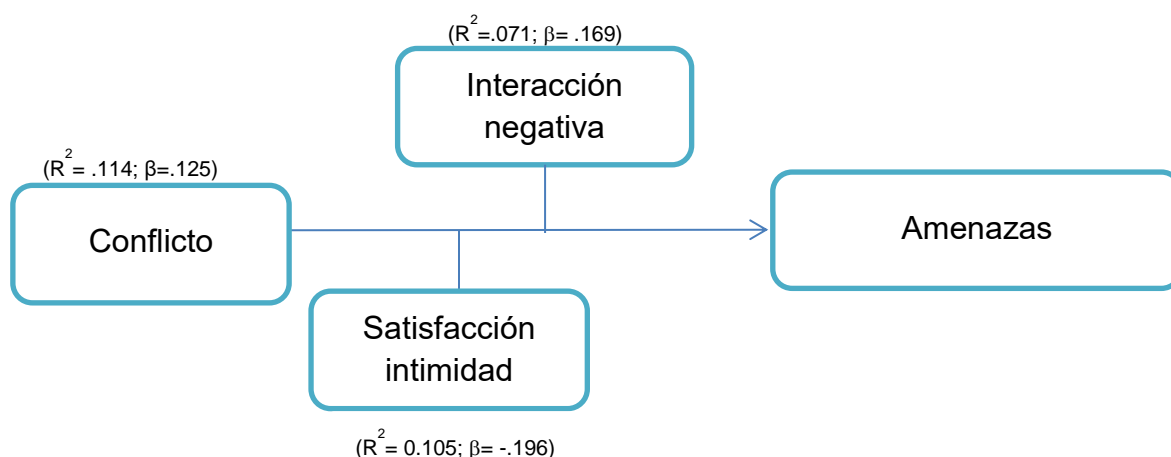 (R²=.071; β= .169)
Interacción
negativa
(R²= .114; β=.125)
Conflicto
Amenazas
Satisfacción
intimidad
(R²= 0.105; β= -.196)